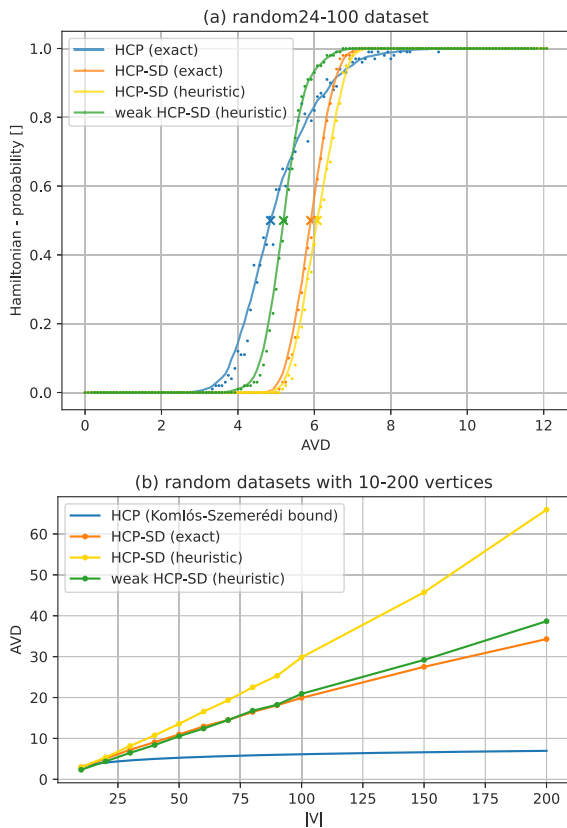 (a) random24-100 dataset
HCP (exact)
HCP-SD (exact)
HCP-SD (heuristic)
weak HCP-SD (heuristic)
Hamiltonian - probability []
1.0
0.8
0.6
0.4
0.2
0.0
0 2 4 6 8 10 12
AVD
(b) random datasets with 10-200 vertices
HCP (Komlós-Szemerédi bound)
HCP-SD (exact)
HCP-SD (heuristic)
weak HCP-SD (heuristic)
AVD
60
50
40
30
20
10
0
25 50 75 100 125 150 175 200
|V|